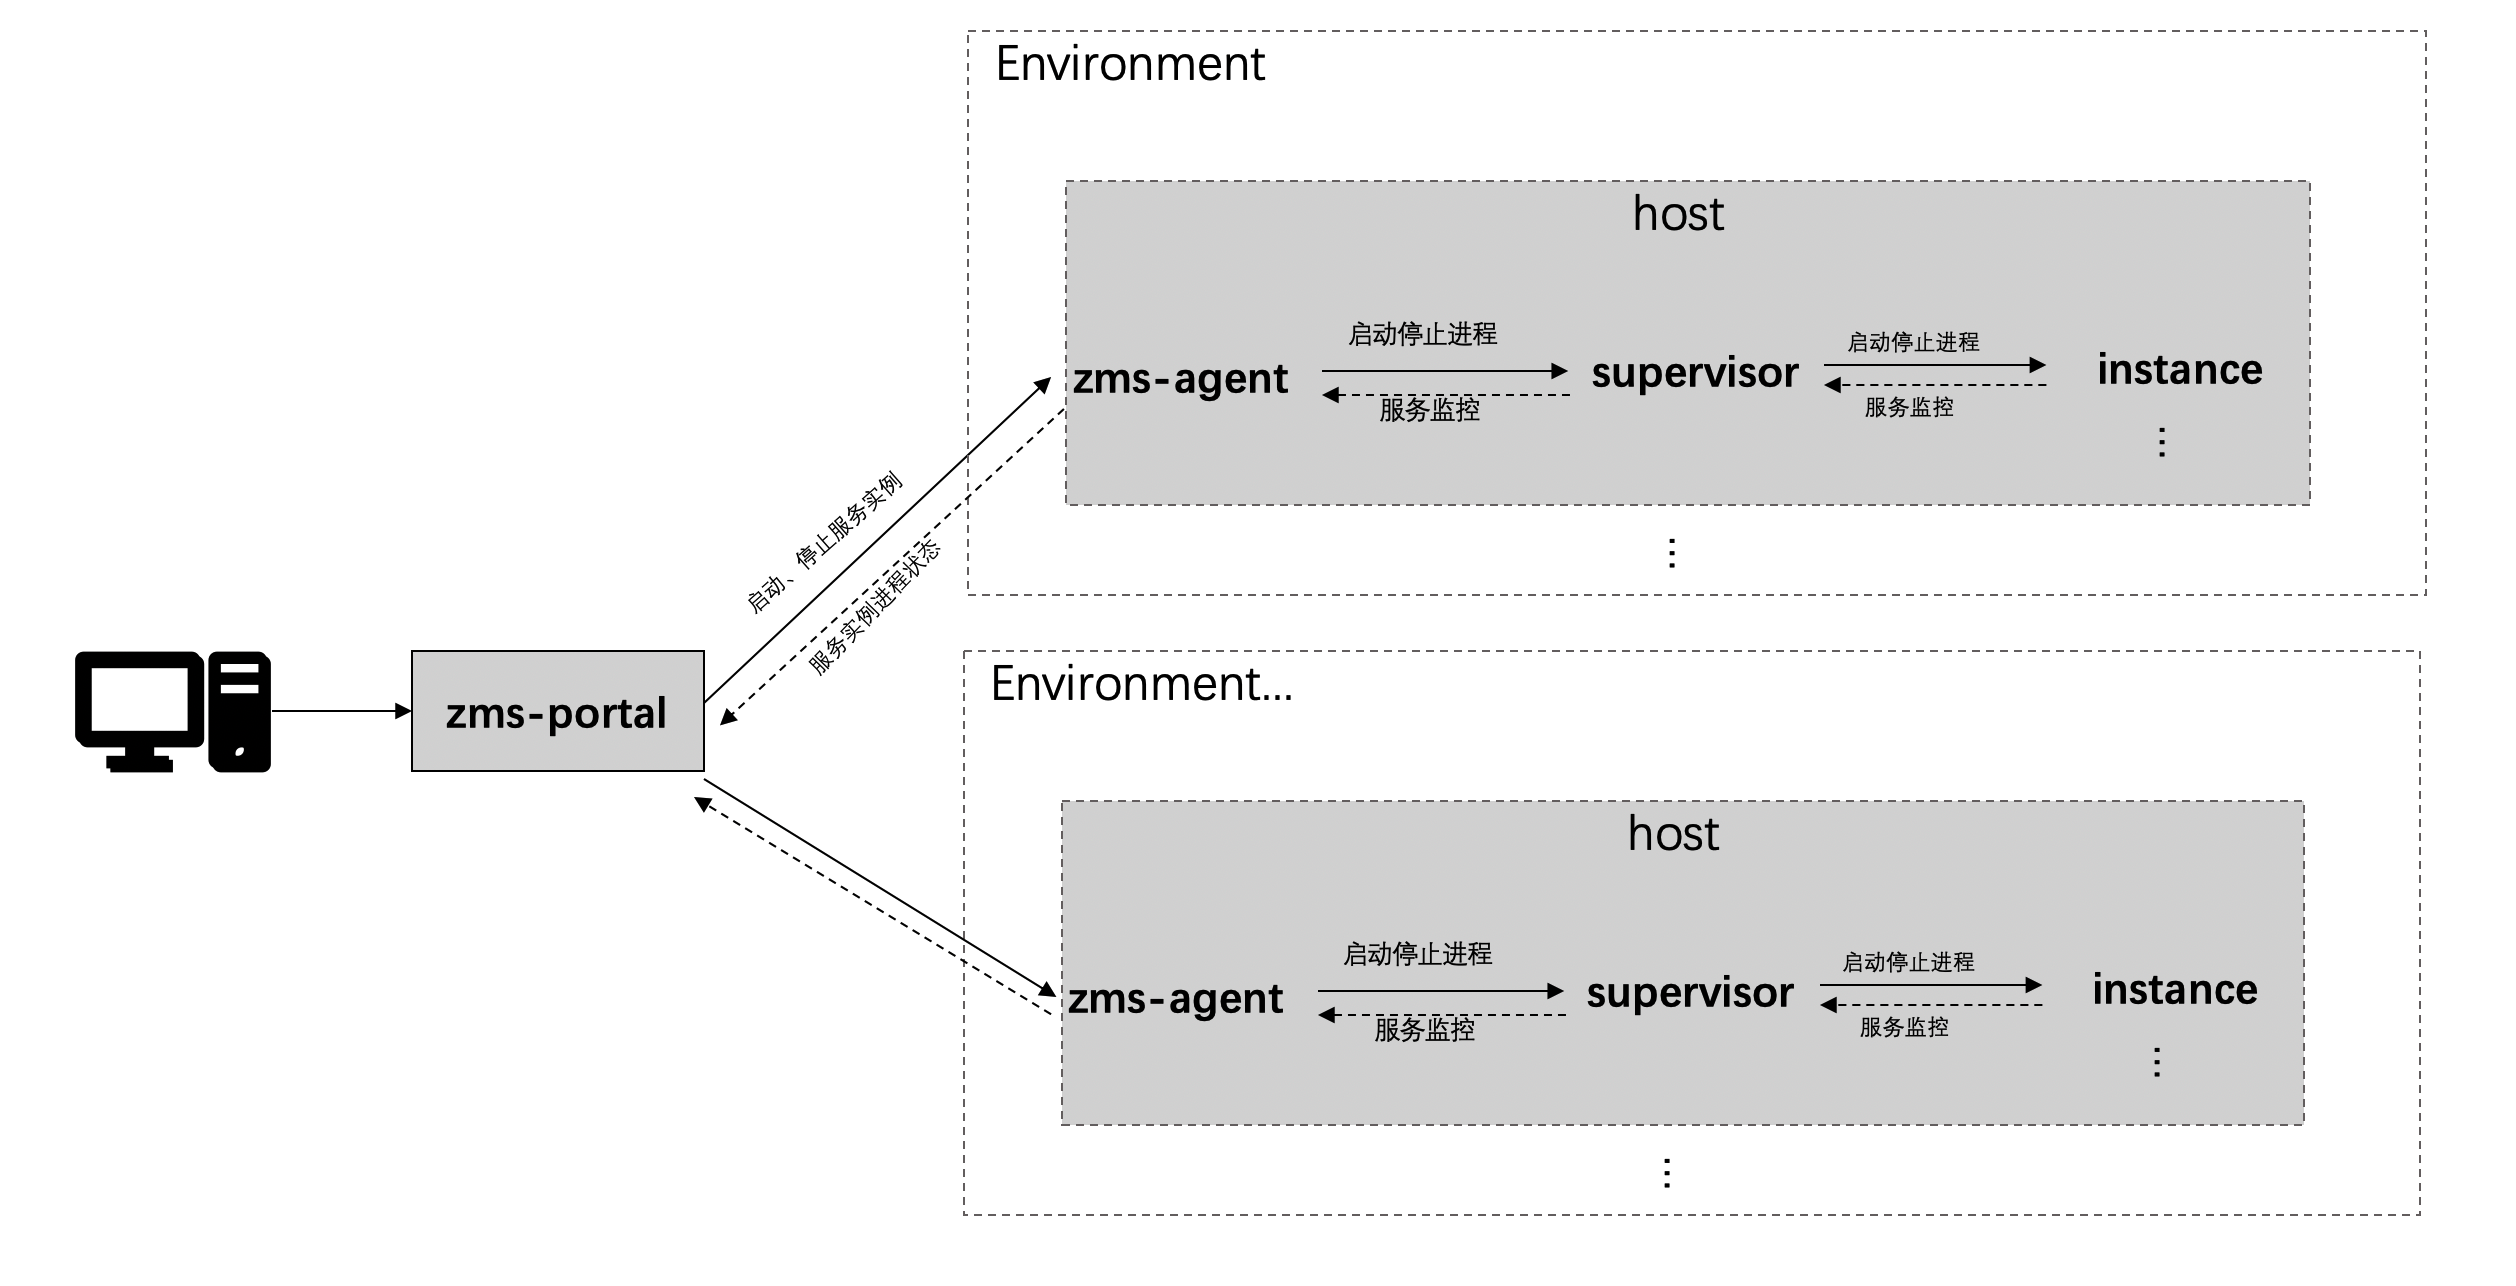 Environment
host
启动停止进程
启动停止进程
zms-agent
supervisor
instance
服务监控
服务监控
...
启动、停止服务实例
服务实例进程状态
...
zms-portal
Environment...
host
启动停止进程
启动停止进程
zms-agent
supervisor
instance
服务监控
服务监控
...
...